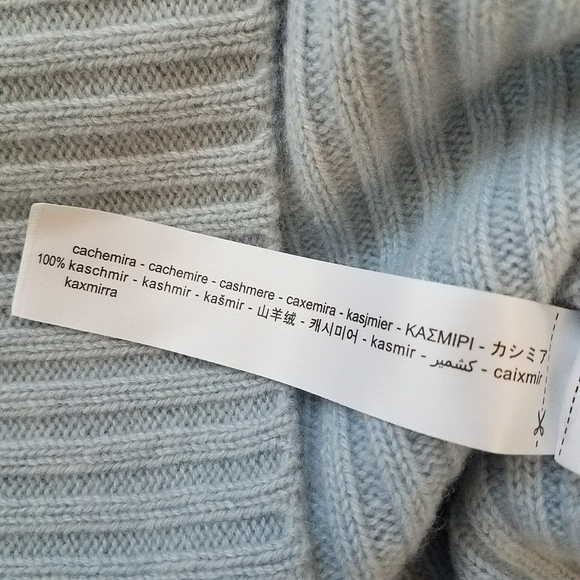 cachemira - cachemire - cashmere - caxemira - kasjmier - ΚΑΣΜΙΡΙ - カシミア
100% kaschmir - kashmir - kašmir - 山羊绒 - 캐시미어 - kasmir - كشمير - caixmir
kaxmirra